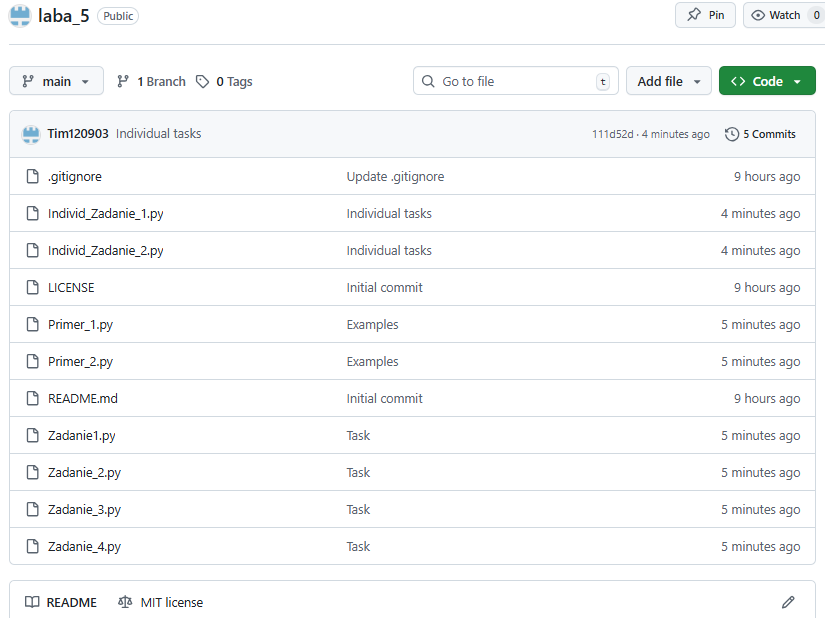 laba_5 Public Pin Watch 0
main 1 Branch 0 Tags Go to file t Add file Code
Tim120903 Individual tasks 111d52d · 4 minutes ago 5 Commits
.gitignore Update .gitignore 9 hours ago
Individ_Zadanie_1.py Individual tasks 4 minutes ago
Individ_Zadanie_2.py Individual tasks 4 minutes ago
LICENSE Initial commit 9 hours ago
Primer_1.py Examples 5 minutes ago
Primer_2.py Examples 5 minutes ago
README.md Initial commit 9 hours ago
Zadanie1.py Task 5 minutes ago
Zadanie_2.py Task 5 minutes ago
Zadanie_3.py Task 5 minutes ago
Zadanie_4.py Task 5 minutes ago
README MIT license